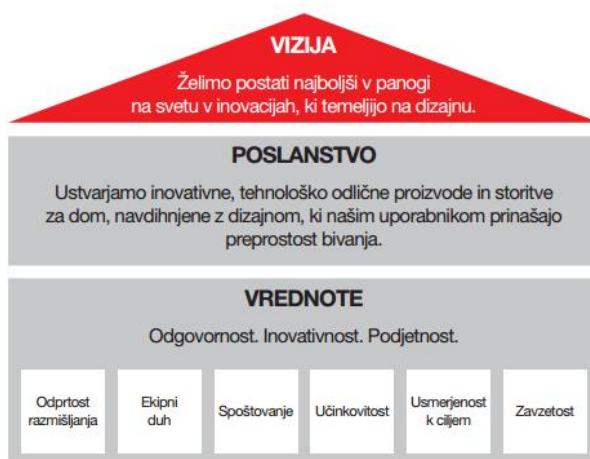 VIZIJA
Želimo postati najboljši v panogi
na svetu v inovacijah, ki temeljijo na dizajnu.
POSLANSTVO
Ustvarjamo inovativne, tehnološko odlične proizvode in storitve
za dom, navdihnjene z dizajnom, ki našim uporabnikom prinašajo
preprostost bivanja.
VREDNOTE
Odgovornost. Inovativnost. Podjetnost.
Odprtost
razmišljanja
Ekipni
duh
Spoštovanje
Učinkovitost
Usmerjenost
k ciljem
Zavzetost